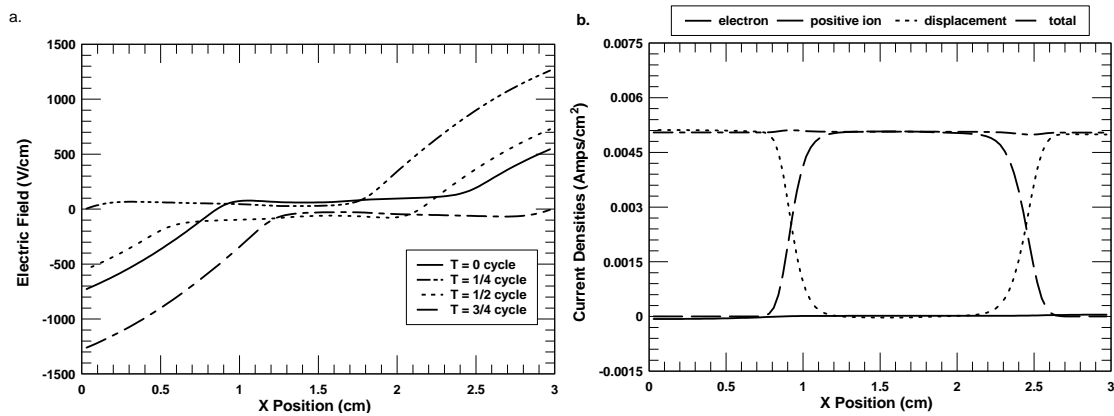 a.
1500
1000
500
0
-500
-1000
-1500
Electric Field (V/cm)
0 0.5 1 1.5 2 2.5 3
X Position (cm)
T = 0 cycle
T = 1/4 cycle
T = 1/2 cycle
T = 3/4 cycle
b.
electron positive ion displacement total
0.0075
0.006
0.0045
0.003
0.0015
0
-0.0015
Current Densities (Amps/cm²)
0 0.5 1 1.5 2 2.5 3
X Position (cm)